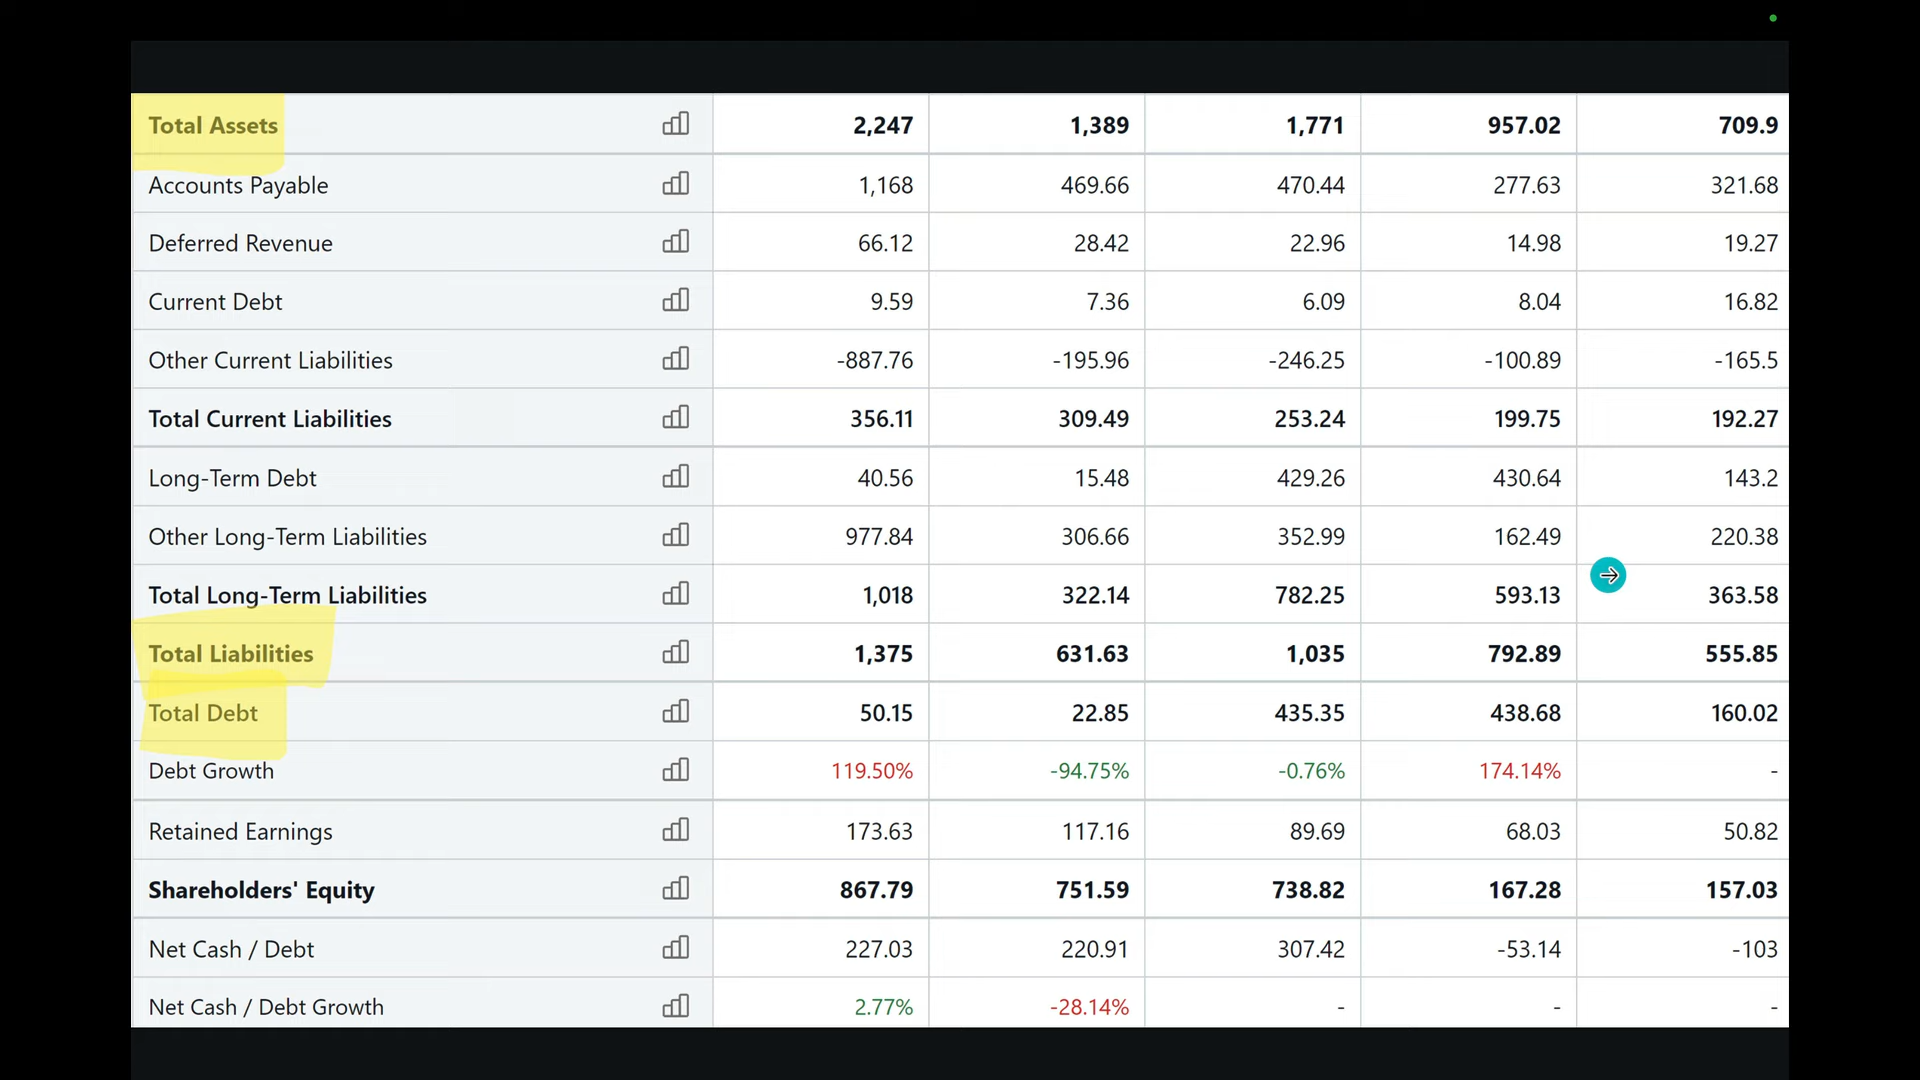 Total Assets 2,247 1,389 1,771 957.02 709.9
Accounts Payable 1,168 469.66 470.44 277.63 321.68
Deferred Revenue 66.12 28.42 22.96 14.98 19.27
Current Debt 9.59 7.36 6.09 8.04 16.82
Other Current Liabilities -887.76 -195.96 -246.25 -100.89 -165.5
Total Current Liabilities 356.11 309.49 253.24 199.75 192.27
Long-Term Debt 40.56 15.48 429.26 430.64 143.2
Other Long-Term Liabilities 977.84 306.66 352.99 162.49 220.38
Total Long-Term Liabilities 1,018 322.14 782.25 593.13 363.58
Total Liabilities 1,375 631.63 1,035 792.89 555.85
Total Debt 50.15 22.85 435.35 438.68 160.02
Debt Growth 119.50% -94.75% -0.76% 174.14% -
Retained Earnings 173.63 117.16 89.69 68.03 50.82
Shareholders' Equity 867.79 751.59 738.82 167.28 157.03
Net Cash / Debt 227.03 220.91 307.42 -53.14 -103
Net Cash / Debt Growth 2.77% -28.14% - - -